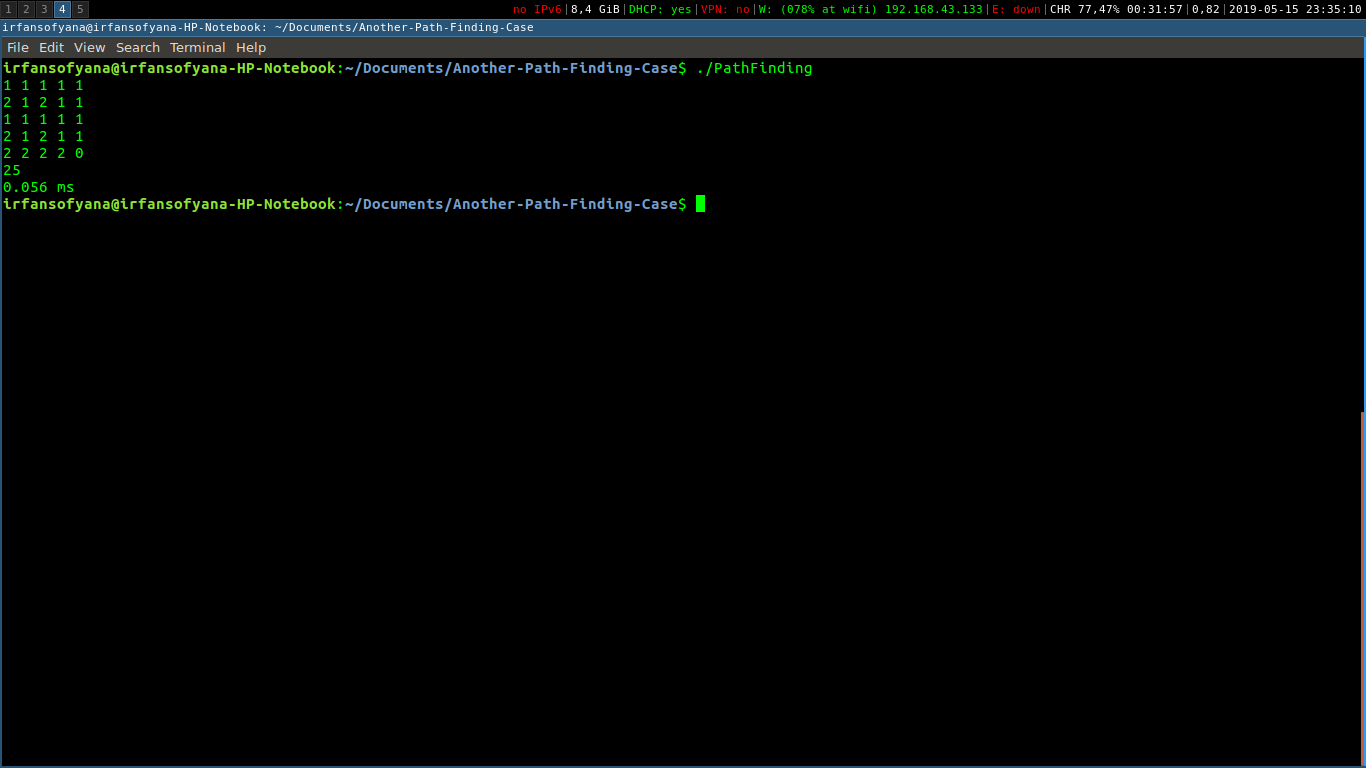 1 2 3 4 5 no IPv6|8,4 GiB|DHCP: yes|VPN: no|W: (078% at wifi) 192.168.43.133|E: down|CHR 77,47% 00:31:57|0,82|2019-05-15 23:35:10
irfansofyana@irfansofyana-HP-Notebook: ~/Documents/Another-Path-Finding-Case
File Edit View Search Terminal Help
irfansofyana@irfansofyana-HP-Notebook:~/Documents/Another-Path-Finding-Case$ ./PathFinding
1 1 1 1 1
2 1 2 1 1
1 1 1 1 1
2 1 2 1 1
2 2 2 2 0
25
0.056 ms
irfansofyana@irfansofyana-HP-Notebook:~/Documents/Another-Path-Finding-Case$